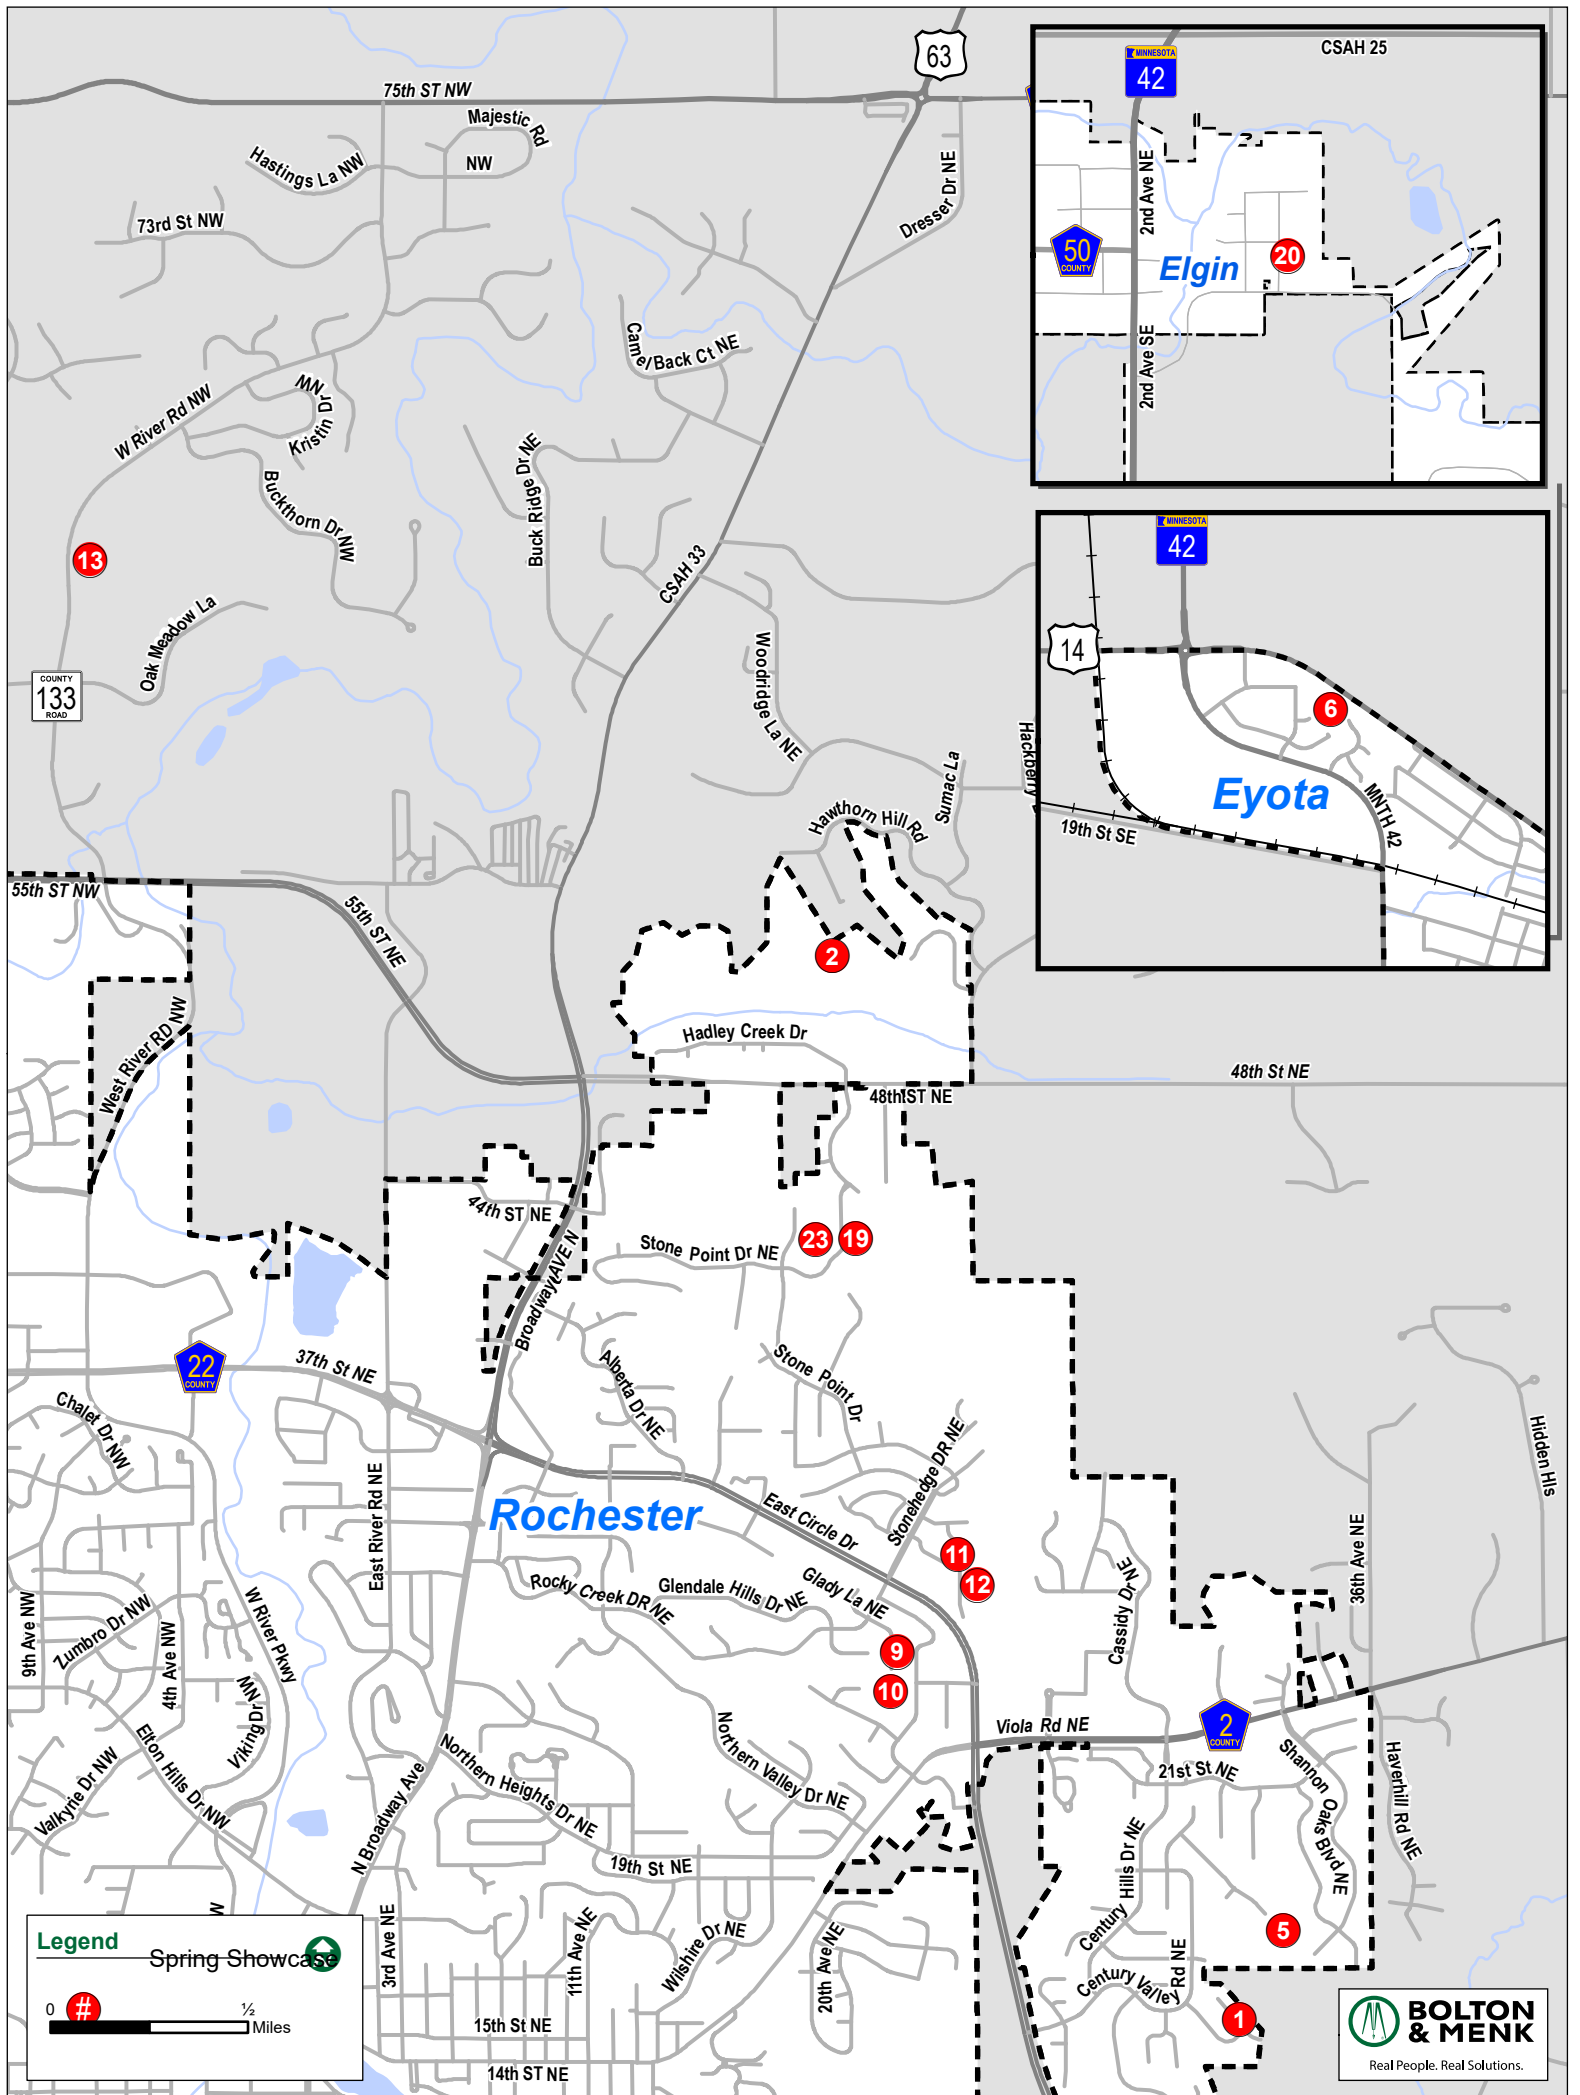 63
75th ST NW
Majestic Rd
NW
Hastings La NW
73rd St NW
Dresser Dr NE
CSAH 25
MINNESOTA
42
2nd Ave NE
50
COUNTY
Elgin
20
2nd Ave SE
Camel Back Ct NE
W River Rd NW
Kristin Dr
NW
Buckthorn Dr NW
Buck Ridge Dr NE
CSAH 33
13
Oak Meadow La
COUNTY
133
ROAD
Woodridge La NE
MINNESOTA
42
14
6
Eyota
MNTH 42
19th St SE
Hackberry
Sumac La
Hawthorn Hill Rd
55th ST NW
55th ST NE
2
West River RD NW
Hadley Creek Dr
48th St NE
48th ST NE
44th ST NE
Broadway AVE N
Stone Point Dr NE
23
19
22
COUNTY
37th St NE
Alberta Dr NE
Stone Point Dr
Chalet Dr NW
Stonehedge DR NE
Hidden Hls
East River Rd NE
Rochester
East Circle Dr
11
12
36th Ave NE
Cassidy Dr NE
Rocky Creek DR NE
Glendale Hills Dr NE
Glady La NE
9
10
9th Ave NW
Zumbro Dr NW
4th Ave NW
W River Pkwy
Viking Dr
NW
Valkyrie Dr NW
Elton Hills Dr NW
N Broadway Ave
Northern Heights Dr NE
Northern Valley Dr NE
Viola Rd NE
2
COUNTY
21st St NE
Shannon Oaks Blvd NE
Haverhill Rd NE
19th St NE
Century Hills Dr NE
5
W
3rd Ave NE
11th Ave NE
Wilshire Dr NE
20th Ave NE
Century Valley Rd NE
1
15th St NE
14th ST NE
Legend
Spring Showcase
#
0
½
Miles
BOLTON
& MENK
Real People. Real Solutions.